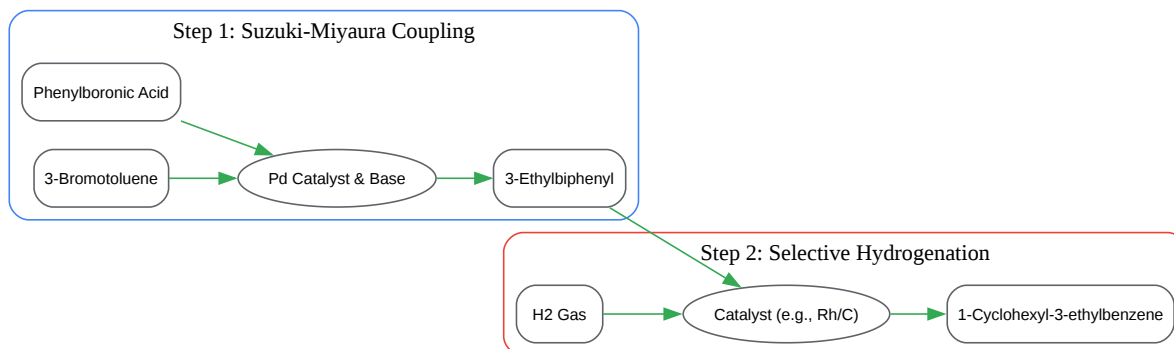 Step 1: Suzuki-Miyaura Coupling
Phenylboronic Acid
3-Bromotoluene
Pd Catalyst & Base
3-Ethylbiphenyl
Step 2: Selective Hydrogenation
H2 Gas
Catalyst (e.g., Rh/C)
1-Cyclohexyl-3-ethylbenzene